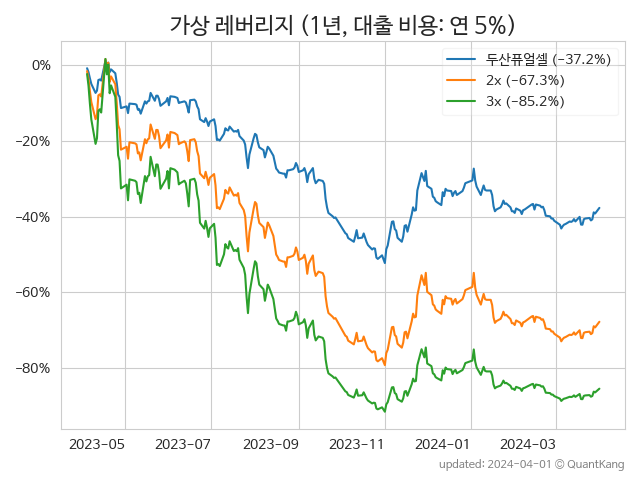 가상 레버리지 (1년, 대출 비용: 연 5%)
두산퓨얼셀 (−37.2%)
2x (−67.3%)
3x (−85.2%)
0%
−20%
−40%
−60%
−80%
2023−05 2023−07 2023−09 2023−11 2024−01 2024−03
updated: 2024−04−01 © QuantKang